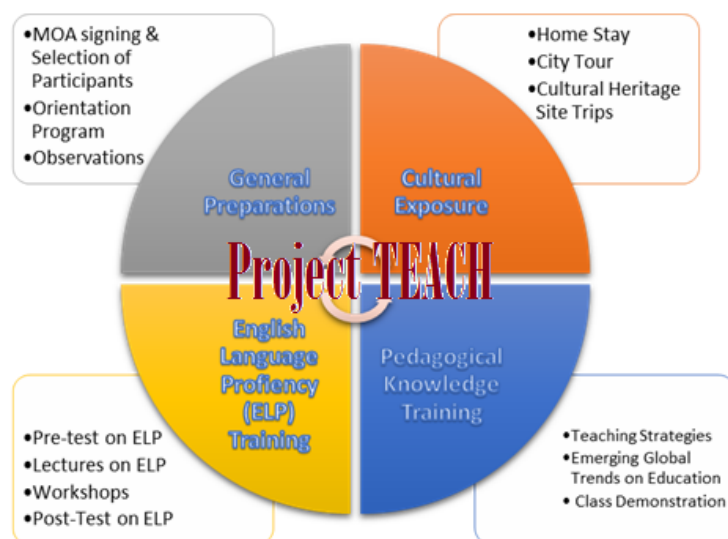 •MOA signing &
Selection of
Participants
•Orientation
Program
•Observations
•Home Stay
•City Tour
•Cultural Heritage
Site Trips
General
Preparations
Cultural
Exposure
Project TEACH
English
Language
Profiency
(ELP)
Training
Pedagogical
Knowledge
Training
•Pre-test on ELP
•Lectures on ELP
•Workshops
•Post-Test on ELP
•Teaching Strategies
•Emerging Global
Trends on Education
• Class Demonstration